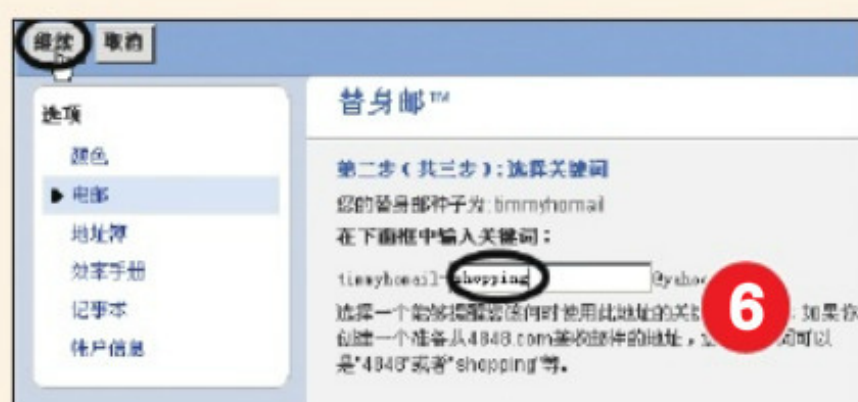 继续 取消
选项
颜色
电邮
地址簿
效率手册
记事本
帐户信息
替身邮™
第二步(共三步):选择关键词
您的替身邮种子为:timmyhomail
在下面框中输入关键词:
timmyhomail-shopping @yahoo
选择一个能够提醒您该何时使用此地址的关 如果你
创建一个准备从4848.com接收邮件的地址, 词可以
是"4848"或者"shopping"等。
6